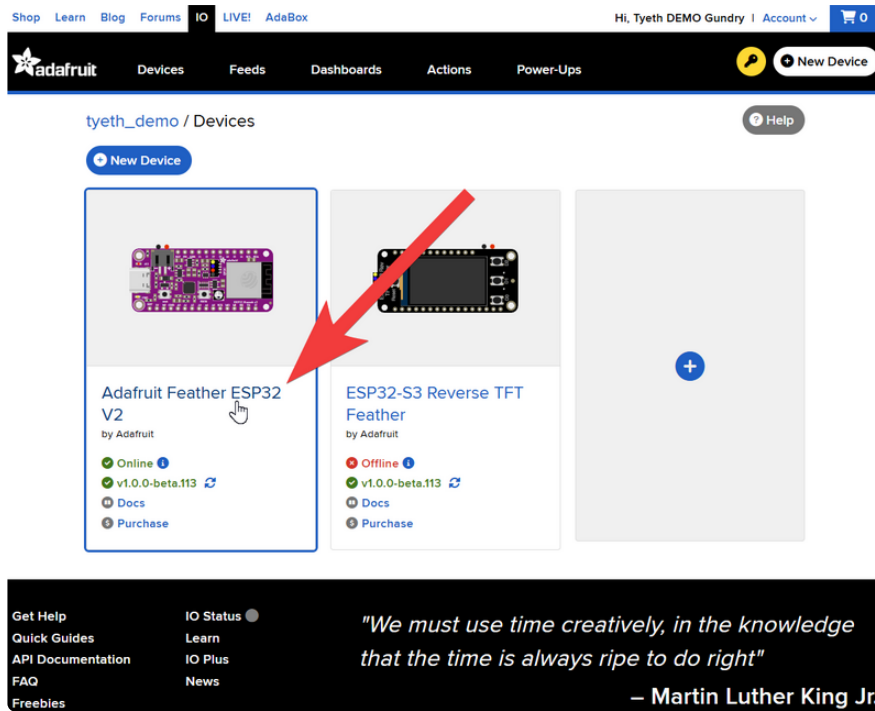 Shop Learn Blog Forums IO LIVE! AdaBox Hi, Tyeth DEMO Gundry | Account 0
adafruit Devices Feeds Dashboards Actions Power-Ups New Device
tyeth_demo / Devices
Help
New Device
Adafruit Feather ESP32
V2
by Adafruit
Online
v1.0.0-beta.113
Docs
Purchase
ESP32-S3 Reverse TFT
Feather
by Adafruit
Offline
v1.0.0-beta.113
Docs
Purchase
Get Help
Quick Guides
API Documentation
FAQ
Freebies
IO Status
Learn
IO Plus
News
"We must use time creatively, in the knowledge
that the time is always ripe to do right"
– Martin Luther King Jr.